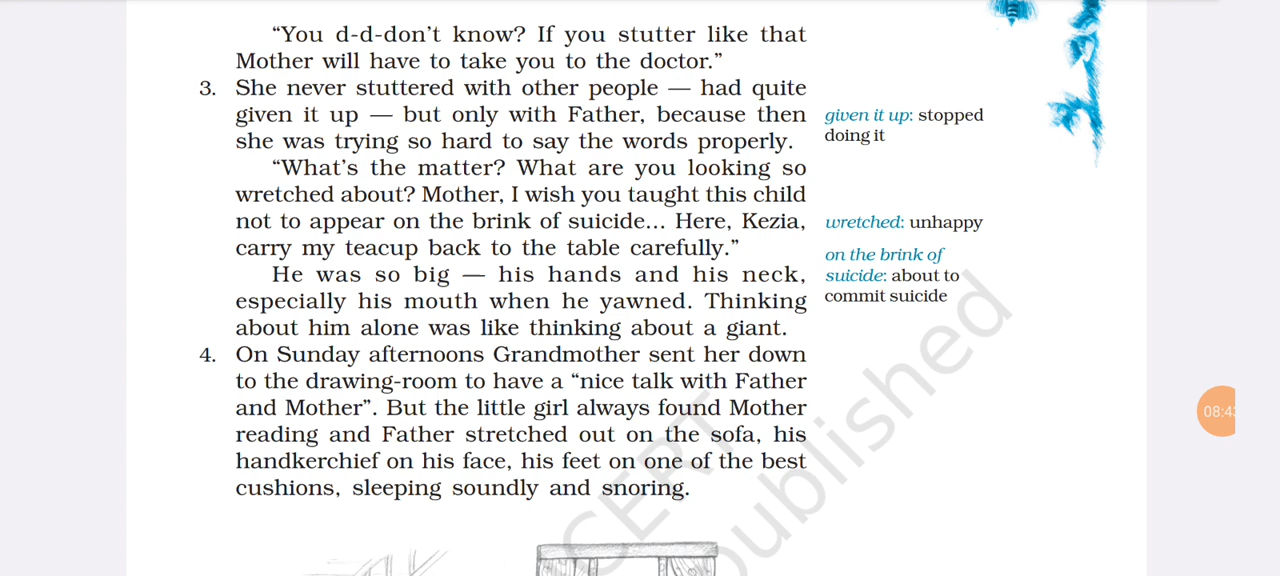 “You d-d-don’t know? If you stutter like that
Mother will have to take you to the doctor.”
3. She never stuttered with other people — had quite
given it up — but only with Father, because then
she was trying so hard to say the words properly.
“What’s the matter? What are you looking so
wretched about? Mother, I wish you taught this child
not to appear on the brink of suicide... Here, Kezia,
carry my teacup back to the table carefully.”
He was so big — his hands and his neck,
especially his mouth when he yawned. Thinking
about him alone was like thinking about a giant.
4. On Sunday afternoons Grandmother sent her down
to the drawing-room to have a “nice talk with Father
and Mother”. But the little girl always found Mother
reading and Father stretched out on the sofa, his
handkerchief on his face, his feet on one of the best
cushions, sleeping soundly and snoring.
given it up: stopped
doing it
wretched: unhappy
on the brink of
suicide: about to
commit suicide
CERT
published